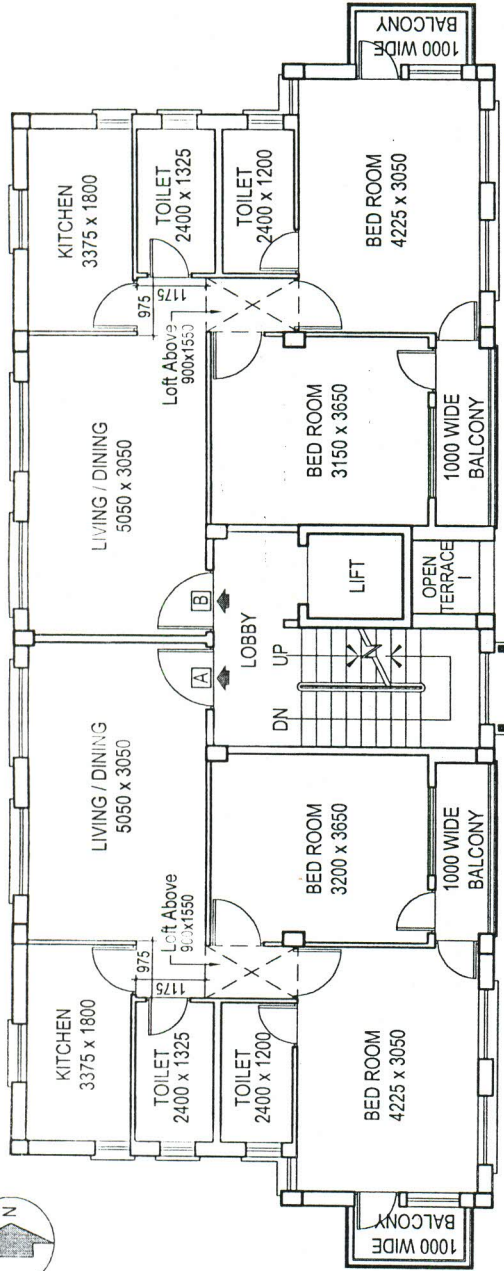 N
KITCHEN
3375 x 1800
LIVING / DINING
5050 x 3050
LIVING / DINING
5050 x 3050
KITCHEN
3375 x 1800
TOILET
2400 x 1325
975
1175
Loft Above
900x1550
A
B
Loft Above
900x1550
975
1175
TOILET
2400 x 1325
TOILET
2400 x 1200
LOBBY
TOILET
2400 x 1200
DN
UP
BED ROOM
3200 x 3650
LIFT
BED ROOM
3150 x 3650
BED ROOM
4225 x 3050
BED ROOM
4225 x 3050
1000 WIDE
BALCONY
1000 WIDE
BALCONY
OPEN
TERRACE
1000 WIDE
BALCONY
1000 WIDE
BALCONY